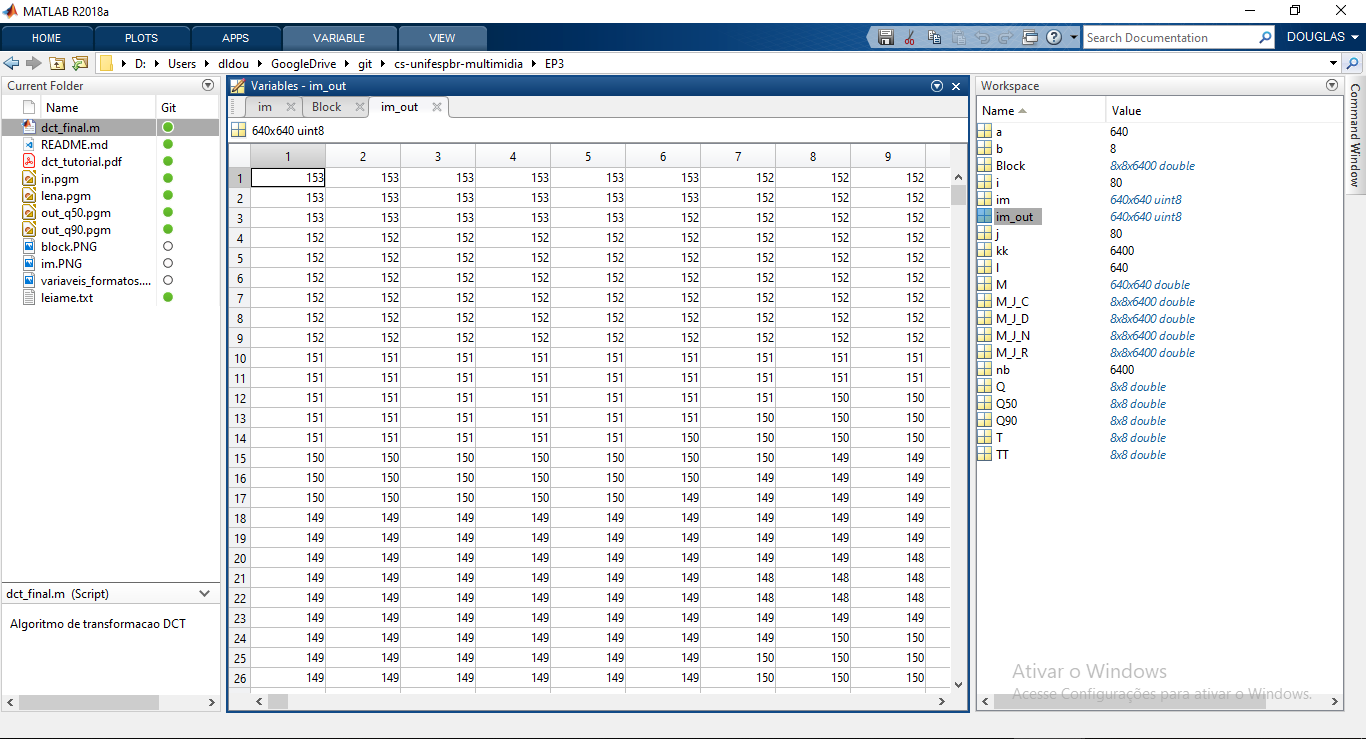 MATLAB R2018a
HOME PLOTS APPS VARIABLE VIEW Search Documentation DOUGLAS
D: Users dldou GoogleDrive git cs-unifespbr-multimidia EP3
Current Folder
Name Git
dct_final.m
README.md
dct_tutorial.pdf
in.pgm
lena.pgm
out_q50.pgm
out_q90.pgm
block.PNG
im.PNG
variaveis_formatos....
leiame.txt
dct_final.m (Script)
Algoritmo de transformacao DCT
Variables - im_out
im Block im_out
640x640 uint8
1 2 3 4 5 6 7 8 9
1 153 153 153 153 153 153 152 152 152
2 153 153 153 153 153 153 152 152 152
3 153 153 153 153 153 152 152 152 152
4 152 152 152 152 152 152 152 152 152
5 152 152 152 152 152 152 152 152 152
6 152 152 152 152 152 152 152 152 152
7 152 152 152 152 152 152 152 152 152
8 152 152 152 152 152 152 152 152 152
9 152 152 152 152 152 152 152 152 152
10 151 151 151 151 151 151 151 151 151
11 151 151 151 151 151 151 151 151 151
12 151 151 151 151 151 151 151 150 150
13 151 151 151 151 151 151 150 150 150
14 151 151 151 151 151 150 150 150 150
15 150 150 150 150 150 150 150 149 149
16 150 150 150 150 150 150 149 149 149
17 150 150 150 150 150 149 149 149 149
18 149 149 149 149 149 149 149 149 149
19 149 149 149 149 149 149 149 149 149
20 149 149 149 149 149 149 149 149 148
21 149 149 149 149 149 149 148 148 148
22 149 149 149 149 149 149 148 148 148
23 149 149 149 149 149 149 149 149 149
24 149 149 149 149 149 149 149 150 150
25 149 149 149 149 149 149 150 150 150
26 149 149 149 149 149 149 150 150 150
Workspace
Name Value
a 640
b 8
Block 8x8x6400 double
i 80
im 640x640 uint8
im_out 640x640 uint8
j 80
kk 6400
l 640
M 640x640 double
M_J_C 8x8x6400 double
M_J_D 8x8x6400 double
M_J_N 8x8x6400 double
M_J_R 8x8x6400 double
nb 6400
Q 8x8 double
Q50 8x8 double
Q90 8x8 double
T 8x8 double
TT 8x8 double
Ativar o Windows
Acesse Configurações para ativar o Windows.
Command Window